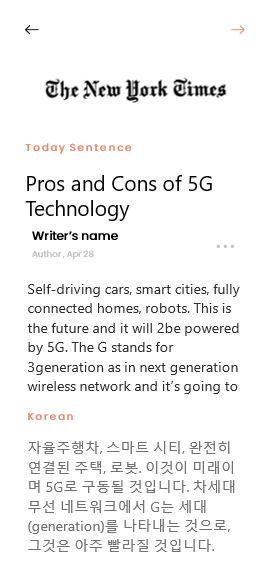 The New York Times
Today Sentence
Pros and Cons of 5G
Technology
Writer's name
Author, Apr 28
Self-driving cars, smart cities, fully
connected homes, robots. This is
the future and it will 2be powered
by 5G. The G stands for
3generation as in next generation
wireless network and it's going to
Korean
자율주행차, 스마트 시티, 완전히
연결된 주택, 로봇. 이것이 미래이
며 5G로 구동될 것입니다. 차세대
무선 네트워크에서 G는 세대
(generation)를 나타내는 것으로,
그것은 아주 빨라질 것입니다.